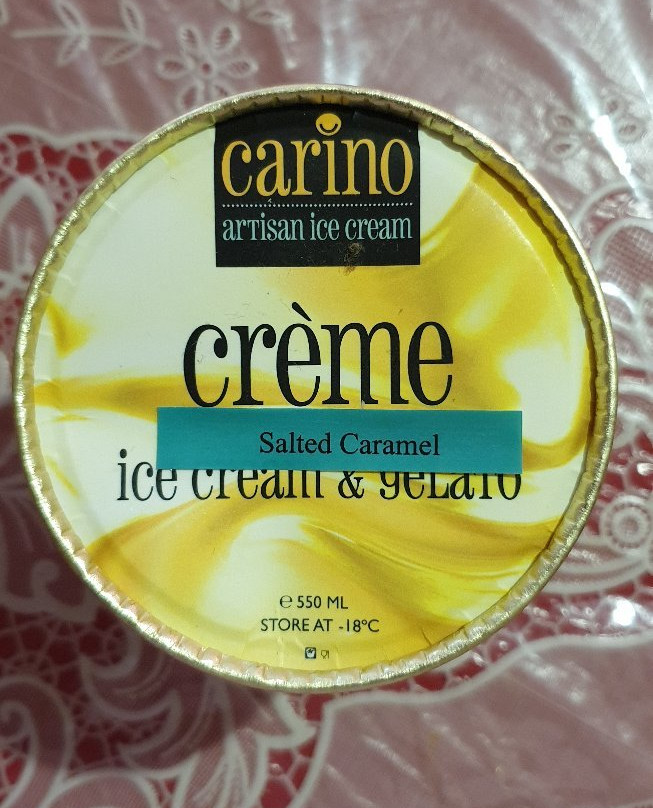 carino
artisan ice cream
crème
Salted Caramel
ice cream & gelato
℮ 550 ML
STORE AT -18°C